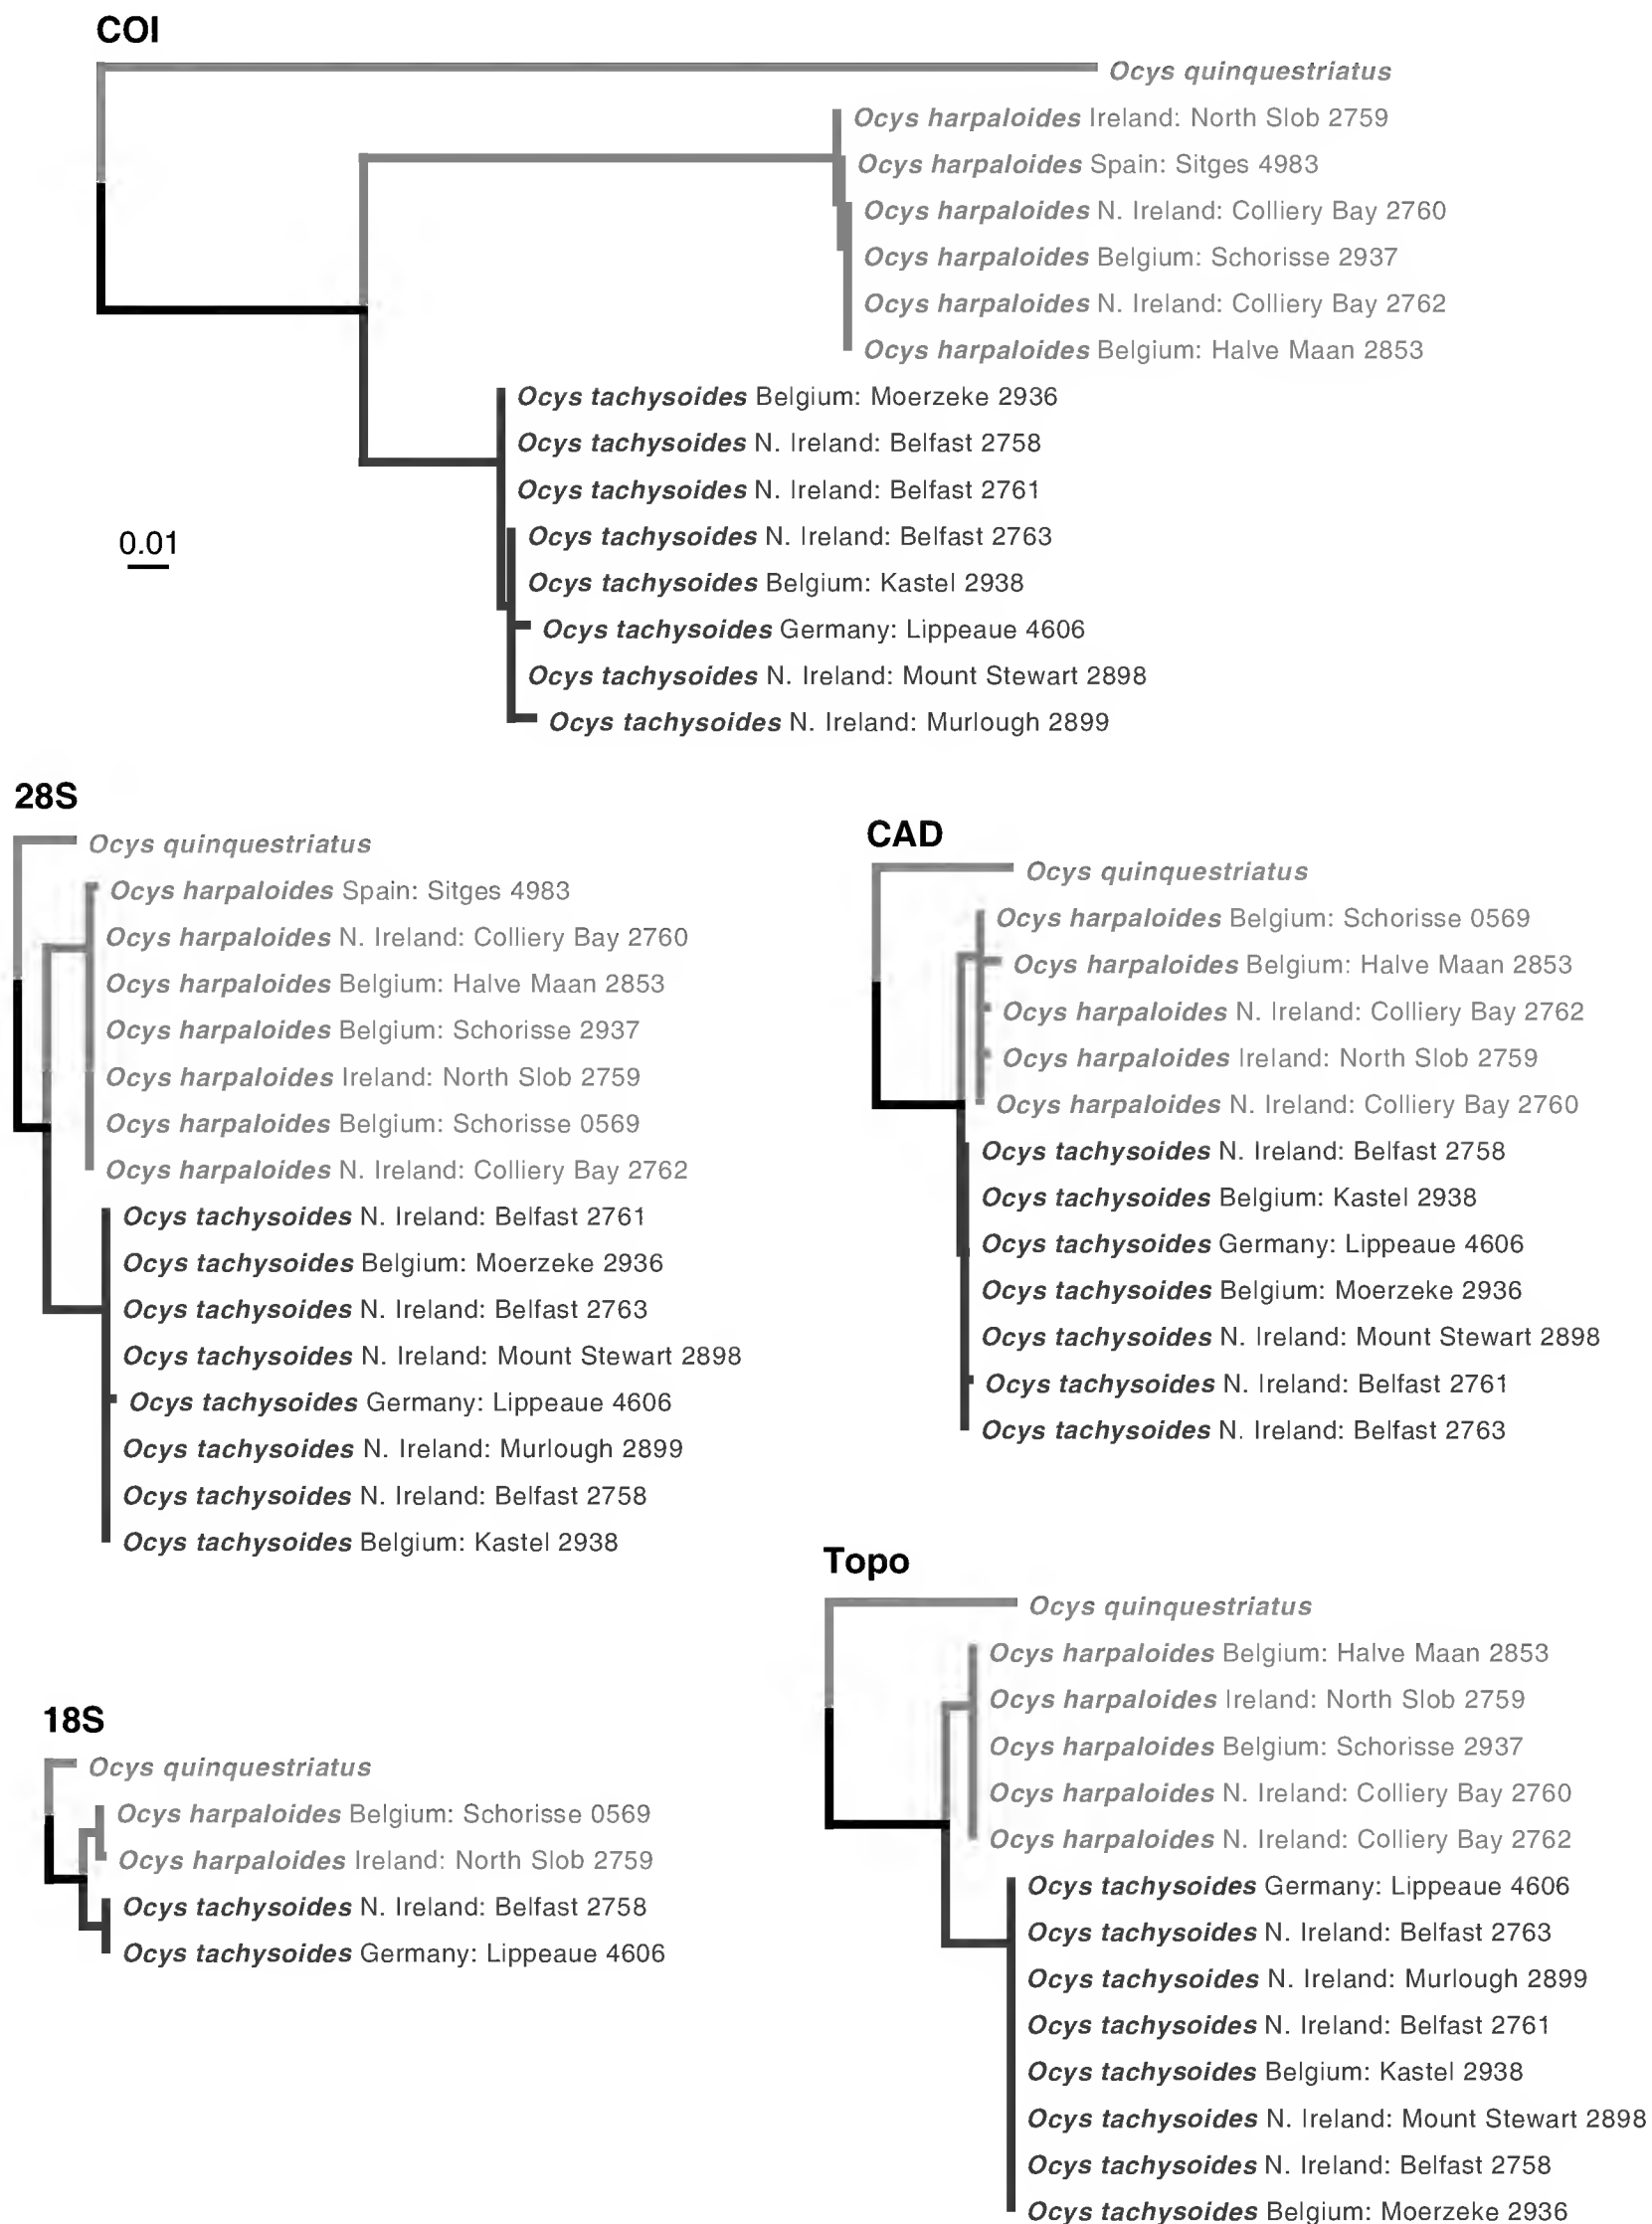 COI
Ocys quinquestriatus
Ocys harpaloides Ireland: North Slob 2759
Ocys harpaloides Spain: Sitges 4983
Ocys harpaloides N. Ireland: Colliery Bay 2760
Ocys harpaloides Belgium: Schorisse 2937
Ocys harpaloides N. Ireland: Colliery Bay 2762
Ocys harpaloides Belgium: Halve Maan 2853
Ocys tachysoides Belgium: Moerzeke 2936
Ocys tachysoides N. Ireland: Belfast 2758
Ocys tachysoides N. Ireland: Belfast 2761
Ocys tachysoides N. Ireland: Belfast 2763
0.01
Ocys tachysoides Belgium: Kastel 2938
Ocys tachysoides Germany: Lippeaue 4606
Ocys tachysoides N. Ireland: Mount Stewart 2898
Ocys tachysoides N. Ireland: Murlough 2899
28S
Ocys quinquestriatus
Ocys harpaloides Spain: Sitges 4983
Ocys harpaloides N. Ireland: Colliery Bay 2760
Ocys harpaloides Belgium: Halve Maan 2853
Ocys harpaloides Belgium: Schorisse 2937
Ocys harpaloides Ireland: North Slob 2759
Ocys harpaloides Belgium: Schorisse 0569
Ocys harpaloides N. Ireland: Colliery Bay 2762
Ocys tachysoides N. Ireland: Belfast 2761
Ocys tachysoides Belgium: Moerzeke 2936
Ocys tachysoides N. Ireland: Belfast 2763
Ocys tachysoides N. Ireland: Mount Stewart 2898
Ocys tachysoides Germany: Lippeaue 4606
Ocys tachysoides N. Ireland: Murlough 2899
Ocys tachysoides N. Ireland: Belfast 2758
Ocys tachysoides Belgium: Kastel 2938
CAD
Ocys quinquestriatus
Ocys harpaloides Belgium: Schorisse 0569
Ocys harpaloides Belgium: Halve Maan 2853
Ocys harpaloides N. Ireland: Colliery Bay 2762
Ocys harpaloides Ireland: North Slob 2759
Ocys harpaloides N. Ireland: Colliery Bay 2760
Ocys tachysoides N. Ireland: Belfast 2758
Ocys tachysoides Belgium: Kastel 2938
Ocys tachysoides Germany: Lippeaue 4606
Ocys tachysoides Belgium: Moerzeke 2936
Ocys tachysoides N. Ireland: Mount Stewart 2898
Ocys tachysoides N. Ireland: Belfast 2761
Ocys tachysoides N. Ireland: Belfast 2763
18S
Ocys quinquestriatus
Ocys harpaloides Belgium: Schorisse 0569
Ocys harpaloides Ireland: North Slob 2759
Ocys tachysoides N. Ireland: Belfast 2758
Ocys tachysoides Germany: Lippeaue 4606
Topo
Ocys quinquestriatus
Ocys harpaloides Belgium: Halve Maan 2853
Ocys harpaloides Ireland: North Slob 2759
Ocys harpaloides Belgium: Schorisse 2937
Ocys harpaloides N. Ireland: Colliery Bay 2760
Ocys harpaloides N. Ireland: Colliery Bay 2762
Ocys tachysoides Germany: Lippeaue 4606
Ocys tachysoides N. Ireland: Belfast 2763
Ocys tachysoides N. Ireland: Murlough 2899
Ocys tachysoides N. Ireland: Belfast 2761
Ocys tachysoides Belgium: Kastel 2938
Ocys tachysoides N. Ireland: Mount Stewart 2898
Ocys tachysoides N. Ireland: Belfast 2758
Ocys tachysoides Belgium: Moerzeke 2936